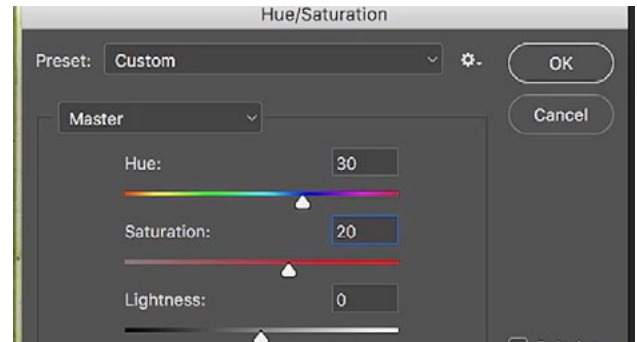 Hue/Saturation
Preset: Custom
OK
Master
Cancel
Hue: 30
Saturation: 20
Lightness: 0